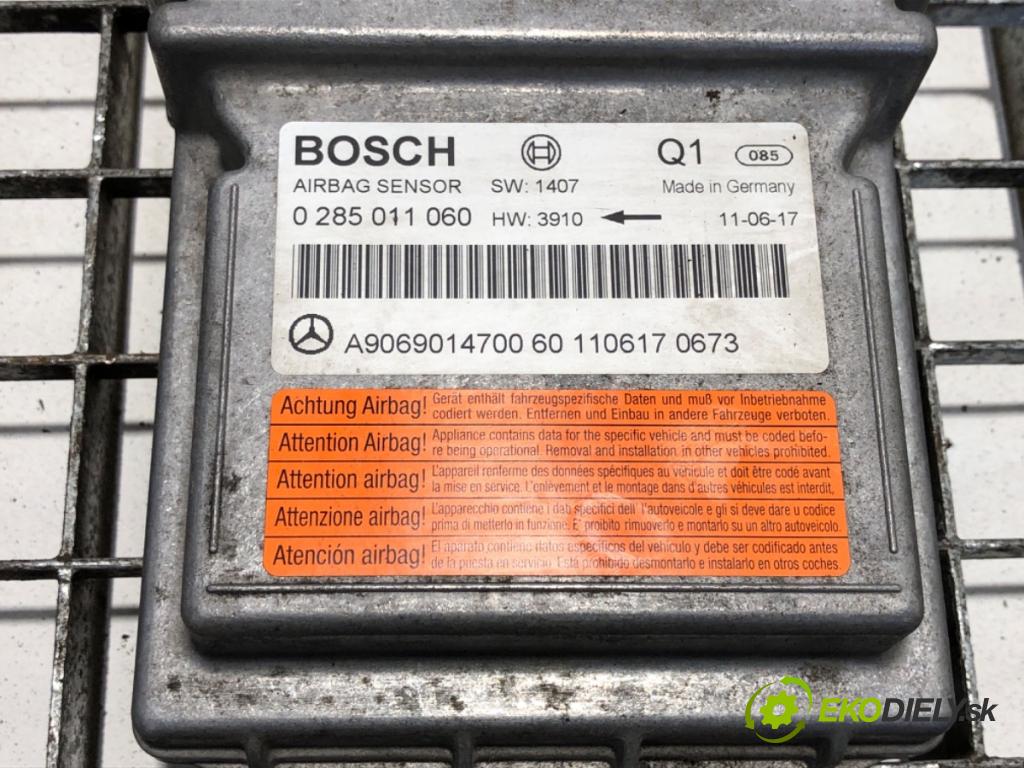 BOSCH Q1 085
AIRBAG SENSOR SW: 1407 Made in Germany
0 285 011 060 HW: 3910 11-06-17
A9069014700 60 110617 0673
Achtung Airbag! Gerät enthält fahrzeugspezifische Daten und muß vor Inbetriebnahme
codiert werden. Entfernen und Einbau in andere Fahrzeuge verboten.
Attention Airbag! Appliance contains data for the specific vehicle and must be coded befo-
re being operational. Removal and installation in other vehicles prohibited.
Attention airbag! L'appareil renferme des données spécifiques au véhicule et doit être codé avant
la mise en service. L'enlèvement et le montage dans d'autres véhicules est interdit.
Attenzione airbag! L'apparecchio contiene i dati specifici dell' l'autoveicolo e gli si deve dare u codice
prima di metterlo in funzione. E' proibito rimuoverlo e montarlo su un altro autoveicolo.
Atención airbag! El aparato contiene datos específicos del vehículo y debe ser codificado antes
de la puesta en servicio. Está prohibido desmontarlo e instalarlo en otros coches.
EKODIELY.sk